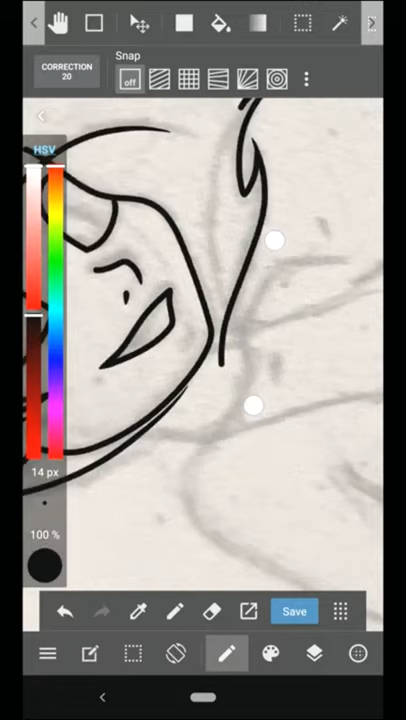 Snap
CORRECTION
20
off
HSV
14 px
100 %
Save